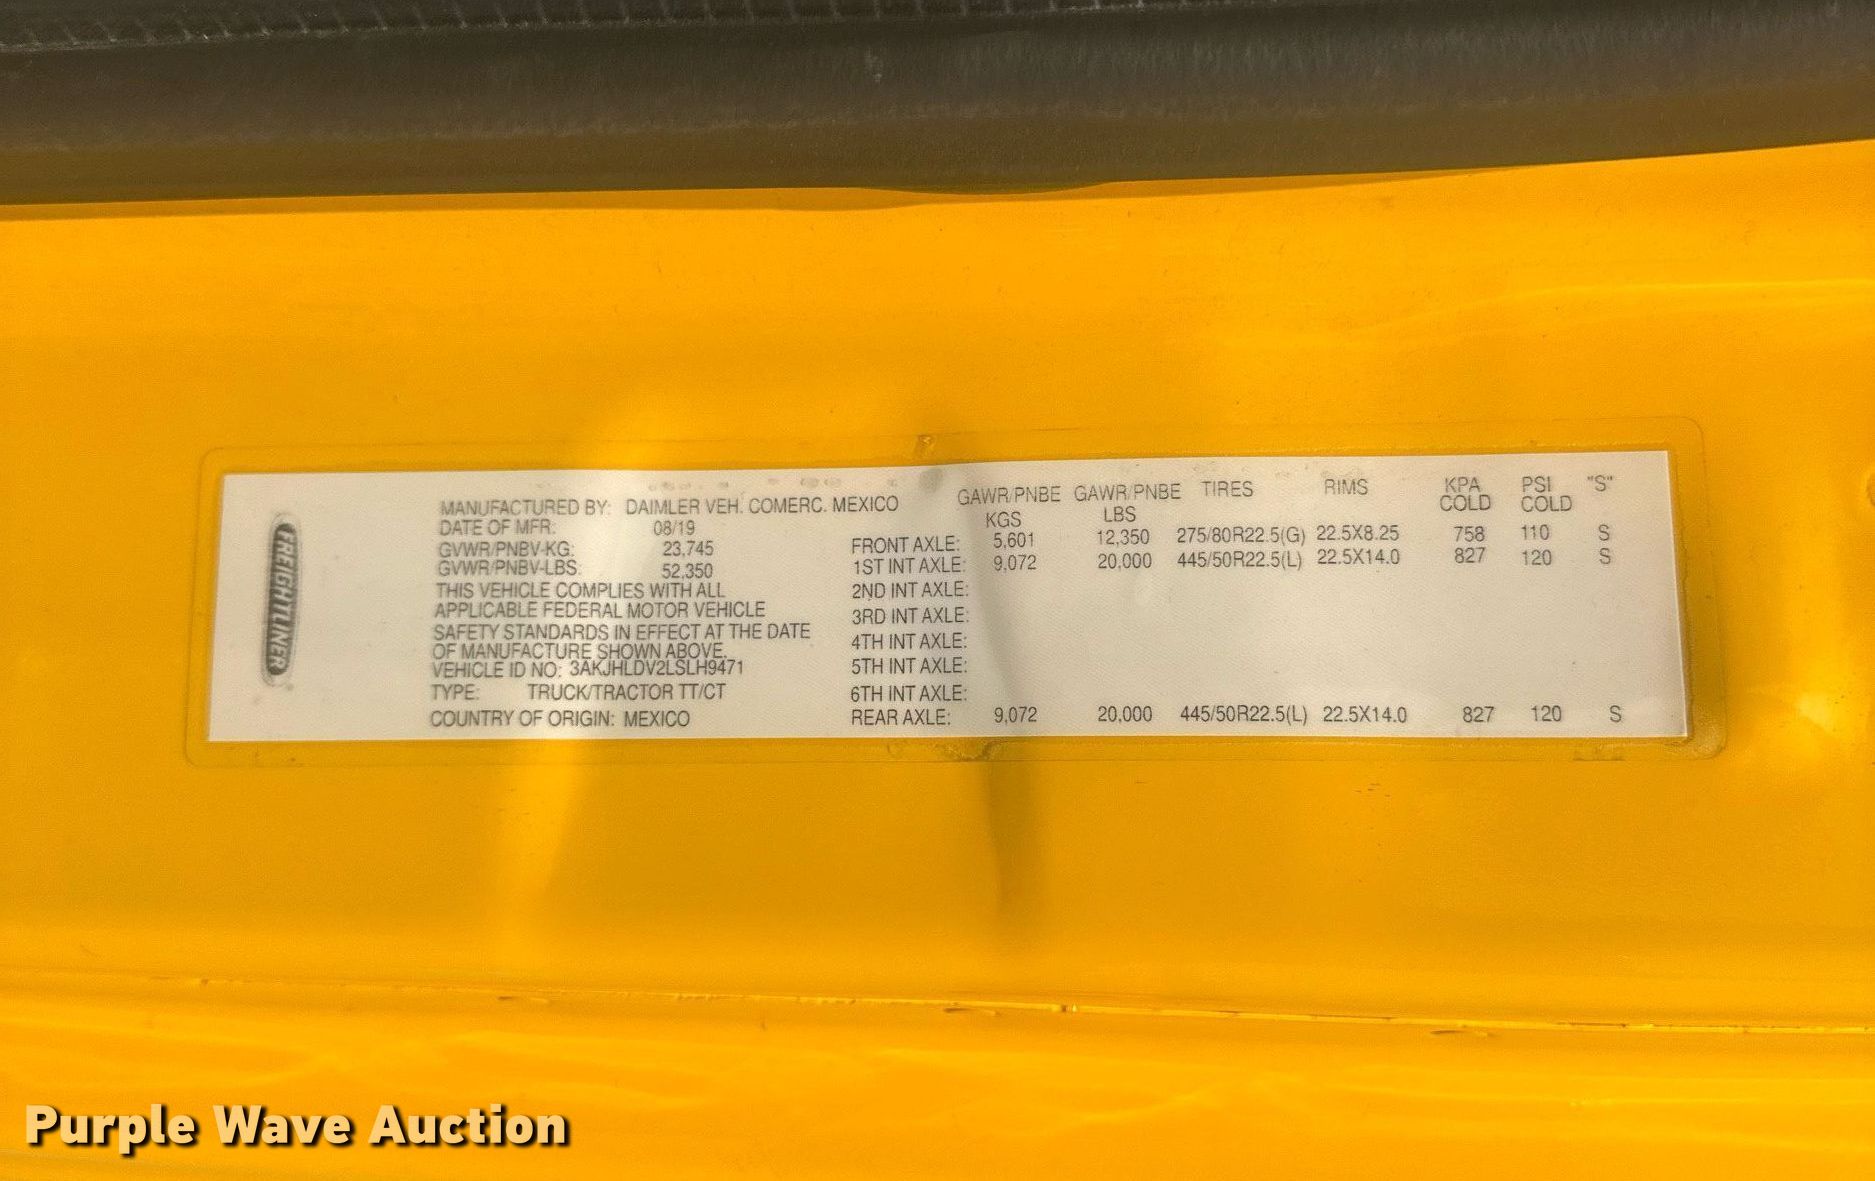 FREIGHTLINER
MANUFACTURED BY: DAIMLER VEH. COMERC. MEXICO
DATE OF MFR: 08/19
GVWR/PNBV-KG: 23,745
GVWR/PNBV-LBS: 52,350
THIS VEHICLE COMPLIES WITH ALL
APPLICABLE FEDERAL MOTOR VEHICLE
SAFETY STANDARDS IN EFFECT AT THE DATE
OF MANUFACTURE SHOWN ABOVE.
VEHICLE ID NO: 3AKJHLDV2LSLH9471
TYPE: TRUCK/TRACTOR TT/CT
COUNTRY OF ORIGIN: MEXICO
GAWR/PNBE GAWR/PNBE TIRES RIMS KPA PSI "S"
KGS LBS COLD COLD
FRONT AXLE: 5,601 12,350 275/80R22.5(G) 22.5X8.25 758 110 S
1ST INT AXLE: 9,072 20,000 445/50R22.5(L) 22.5X14.0 827 120 S
2ND INT AXLE:
3RD INT AXLE:
4TH INT AXLE:
5TH INT AXLE:
6TH INT AXLE:
REAR AXLE: 9,072 20,000 445/50R22.5(L) 22.5X14.0 827 120 S
Purple Wave Auction